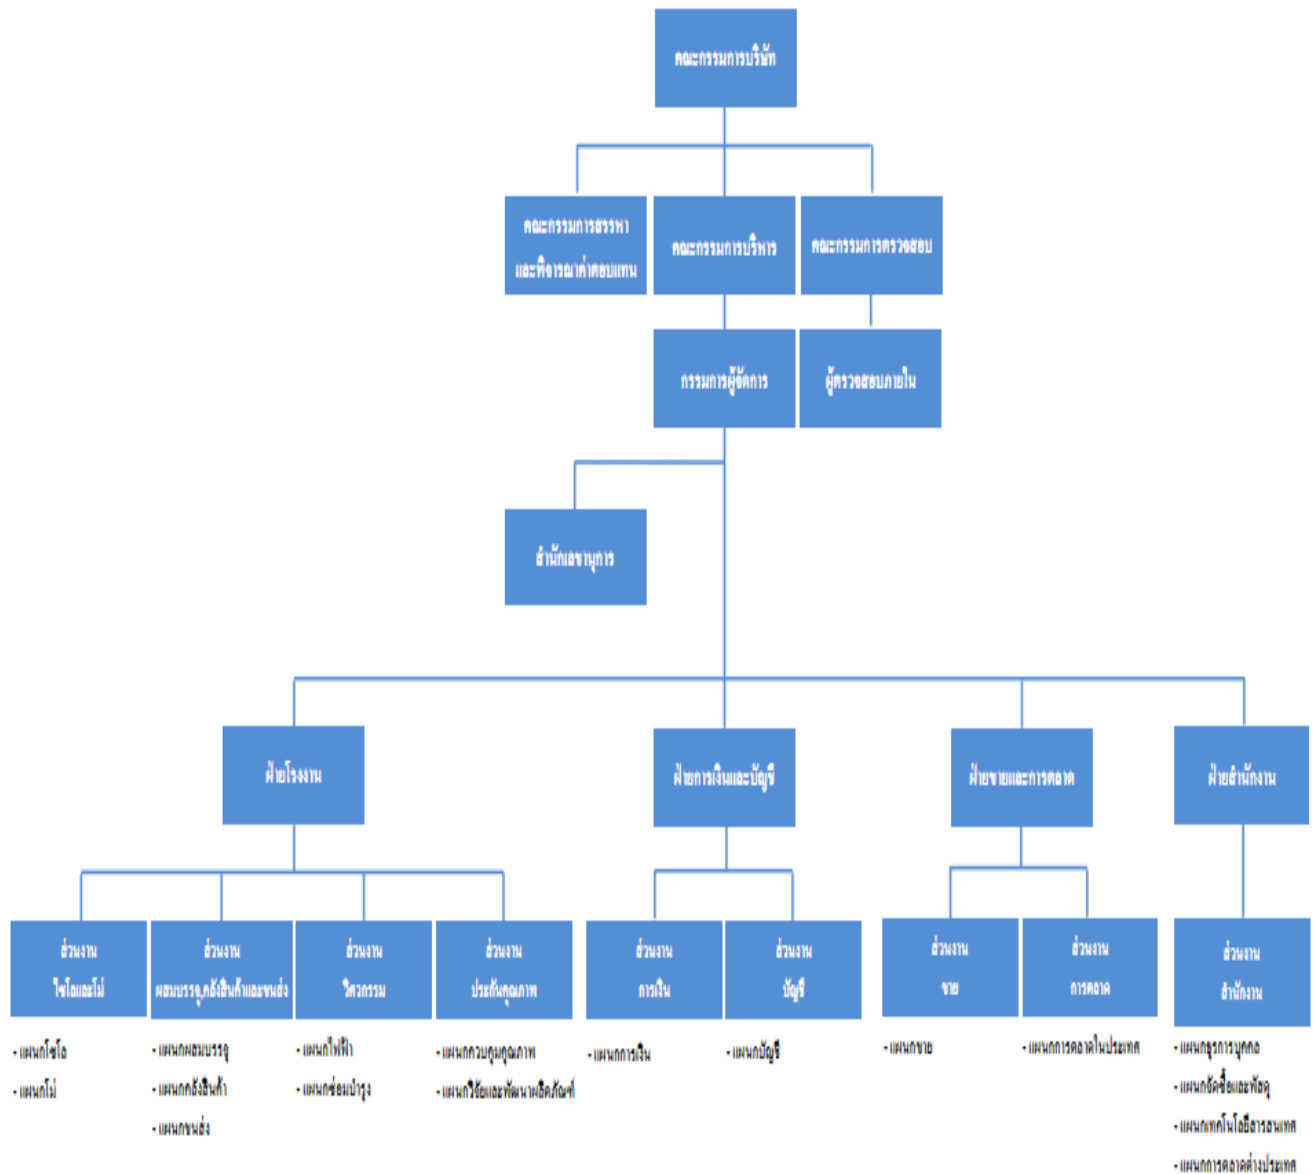 คณะกรรมการบริษัท
คณะกรรมการสรรหา
และพิจารณาค่าตอบแทน
คณะกรรมการบริหาร
คณะกรรมการตรวจสอบ
กรรมการผู้จัดการ
ผู้ตรวจสอบภายใน
สำนักเลขานุการ
ฝ่ายโรงงาน
ฝ่ายการเงินและบัญชี
ฝ่ายขายและการตลาด
ฝ่ายสำนักงาน
ส่วนงาน
ไซโลและโม่
ส่วนงาน
ผสมบรรจุ,คลังสินค้าและขนส่ง
ส่วนงาน
วิศวกรรม
ส่วนงาน
ประกันคุณภาพ
ส่วนงาน
การเงิน
ส่วนงาน
บัญชี
ส่วนงาน
ขาย
ส่วนงาน
การตลาด
ส่วนงาน
สำนักงาน
- แผนกไซโล
- แผนกโม่
- แผนกผสมบรรจุ
- แผนกคลังสินค้า
- แผนกขนส่ง
- แผนกไฟฟ้า
- แผนกซ่อมบำรุง
- แผนกควบคุมคุณภาพ
- แผนกวิจัยและพัฒนาผลิตภัณฑ์
- แผนกการเงิน
- แผนกบัญชี
- แผนกขาย
- แผนกการตลาดในประเทศ
- แผนกธุรการบุคคล
- แผนกจัดซื้อและพัสดุ
- แผนกเทคโนโลยีสารสนเทศ
- แผนกการตลาดต่างประเทศ